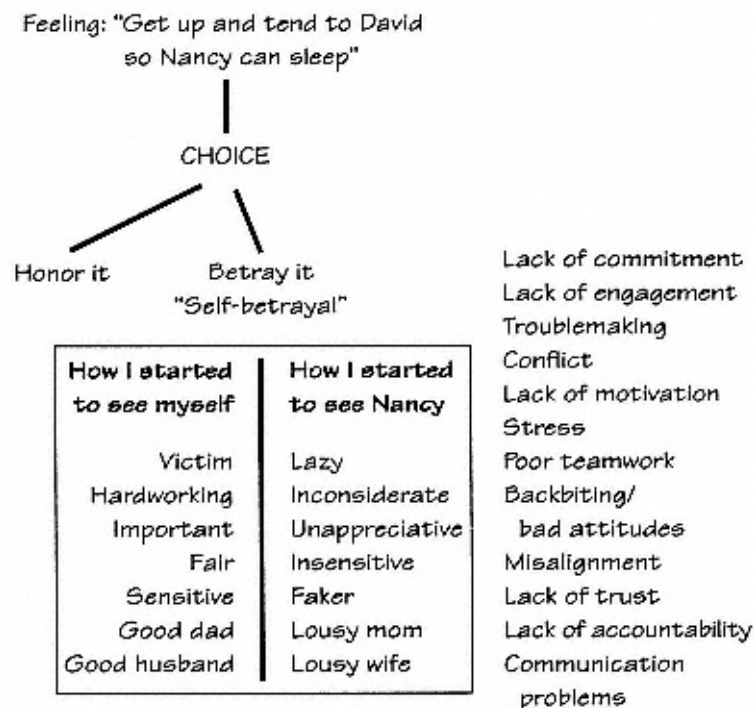 Feeling: "Get up and tend to David
so Nancy can sleep"
CHOICE
Honor it
Betray it
"Self-betrayal"
How I started
to see myself
Victim
Hardworking
Important
Fair
Sensitive
Good dad
Good husband
How I started
to see Nancy
Lazy
Inconsiderate
Unappreciative
Insensitive
Faker
Lousy mom
Lousy wife
Lack of commitment
Lack of engagement
Troublemaking
Conflict
Lack of motivation
Stress
Poor teamwork
Backbiting/
bad attitudes
Misalignment
Lack of trust
Lack of accountability
Communication
problems